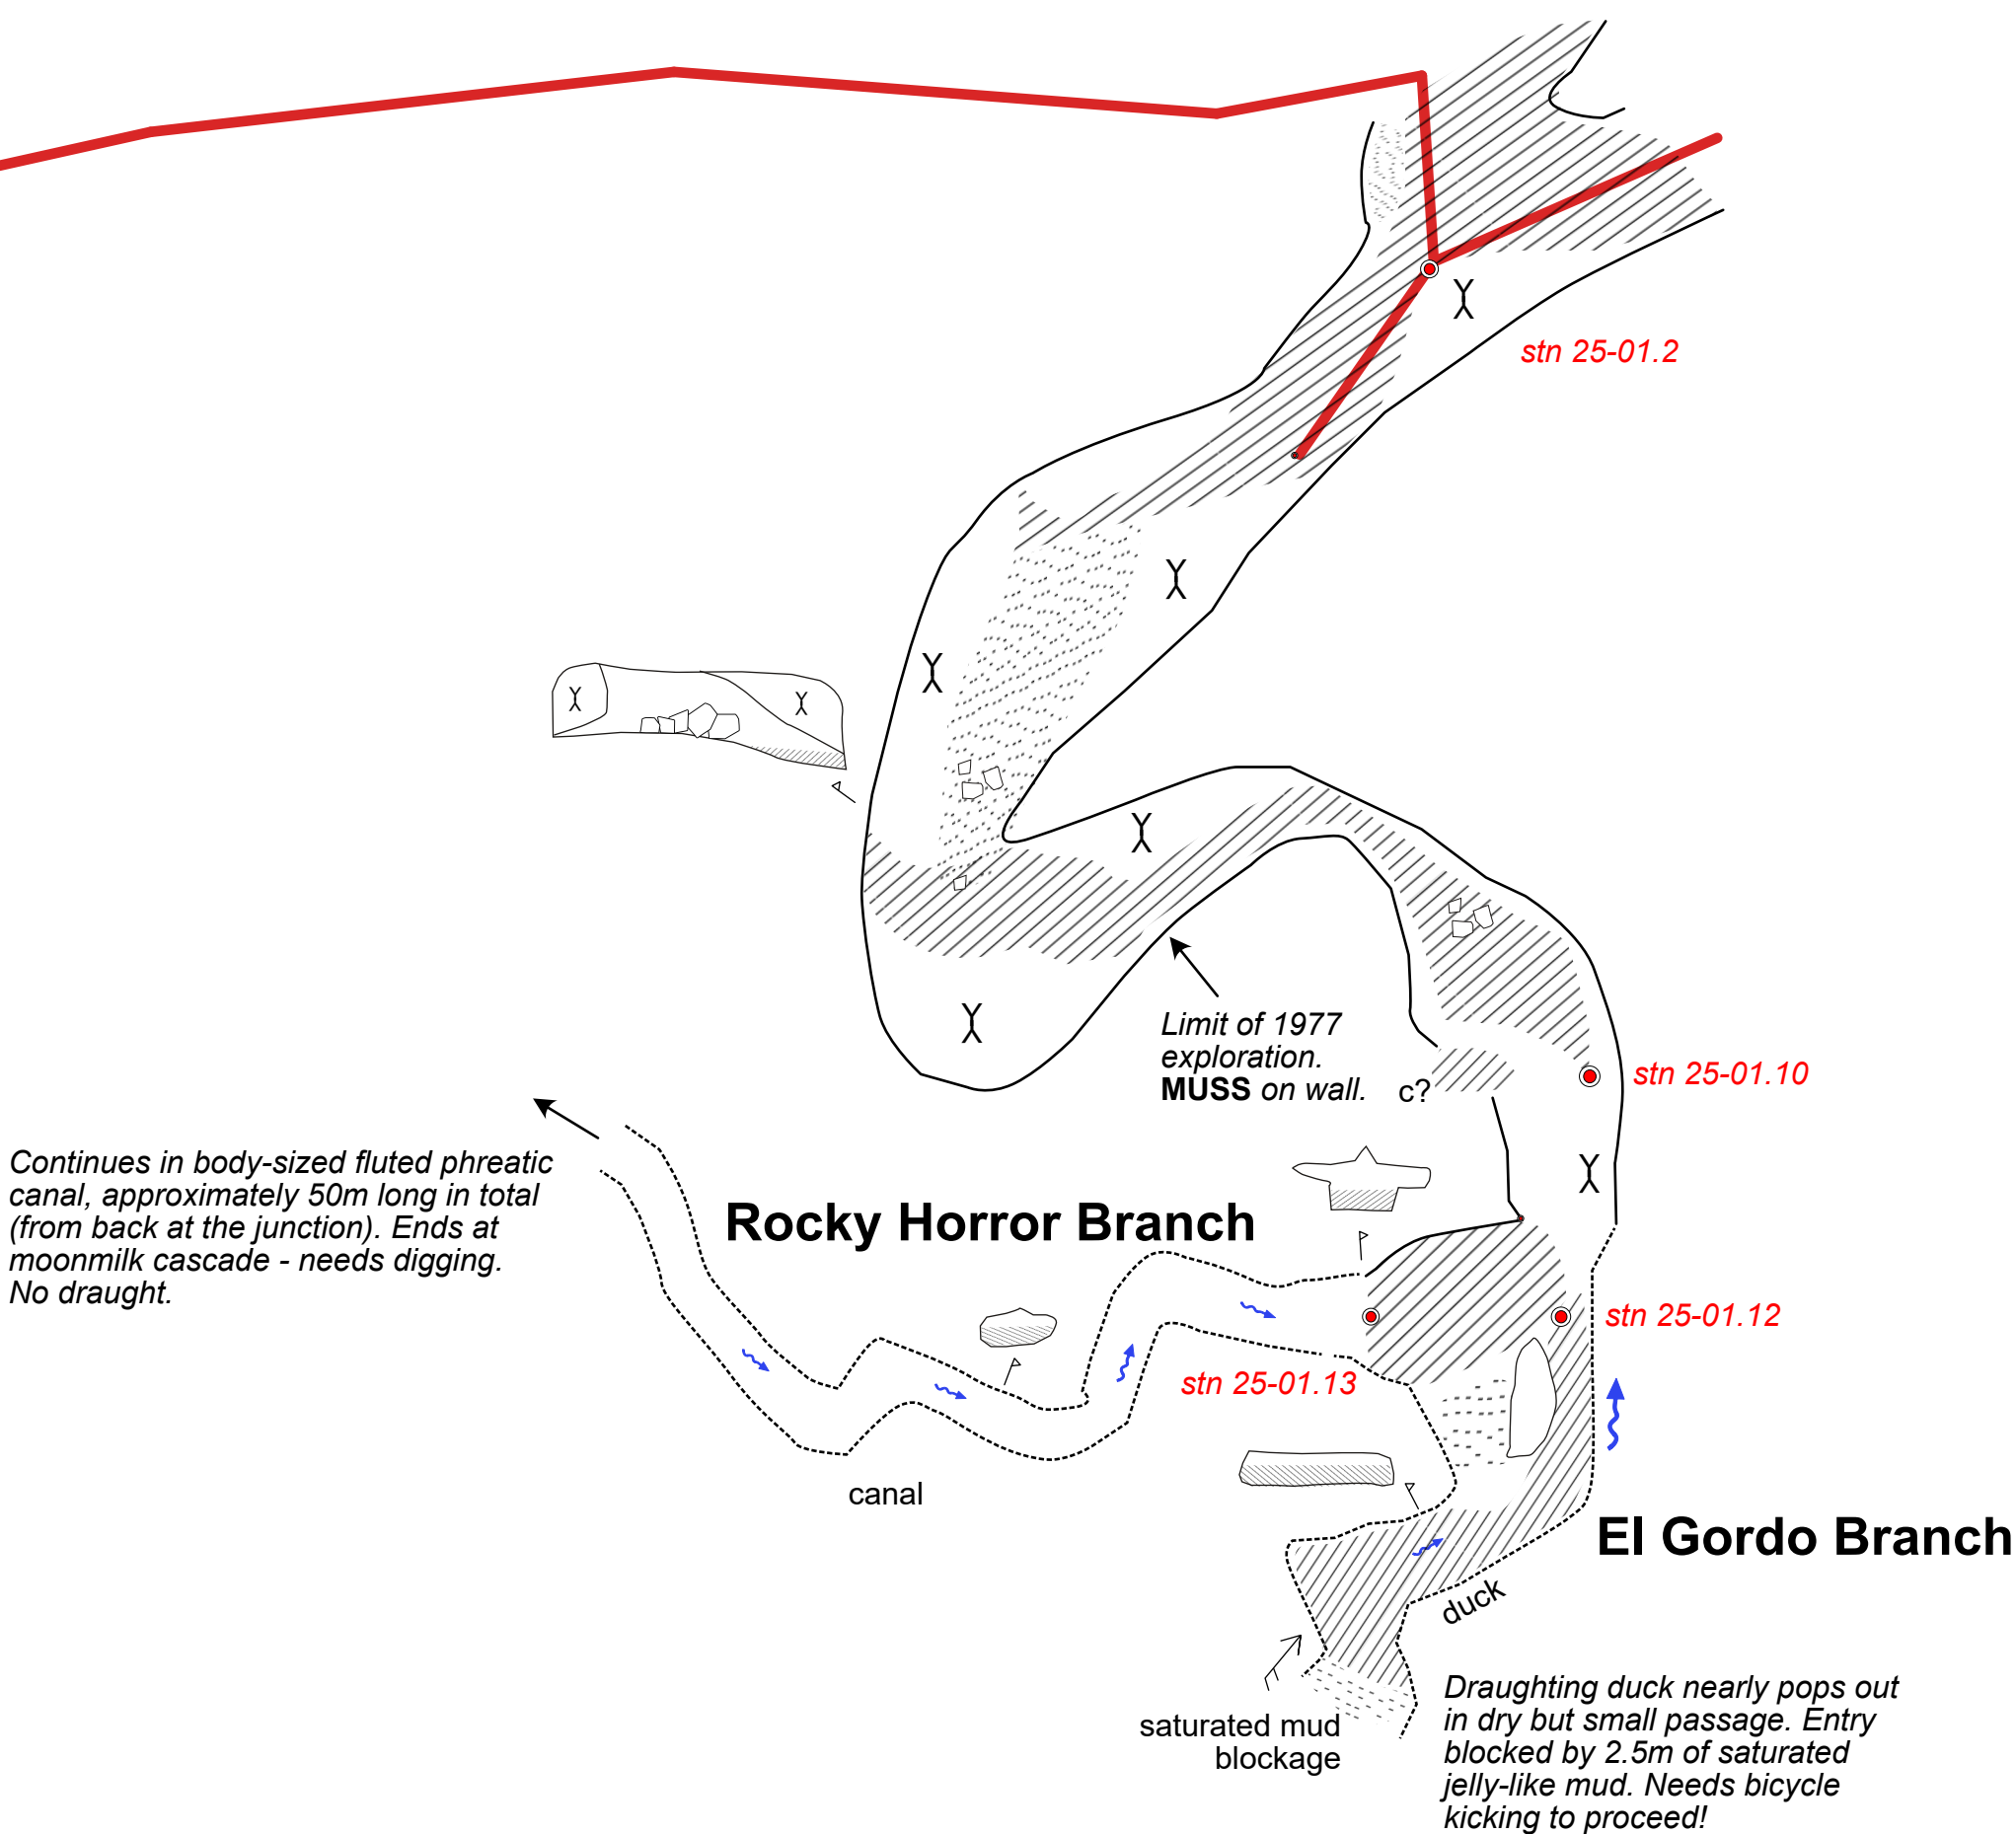 stn 25-01.2
Limit of 1977
exploration.
MUSS on wall.
c?
stn 25-01.10
Continues in body-sized fluted phreatic
canal, approximately 50m long in total
(from back at the junction). Ends at
moonmilk cascade - needs digging.
No draught.
Rocky Horror Branch
stn 25-01.12
stn 25-01.13
canal
El Gordo Branch
duck
saturated mud
blockage
Draughting duck nearly pops out
in dry but small passage. Entry
blocked by 2.5m of saturated
jelly-like mud. Needs bicycle
kicking to proceed!